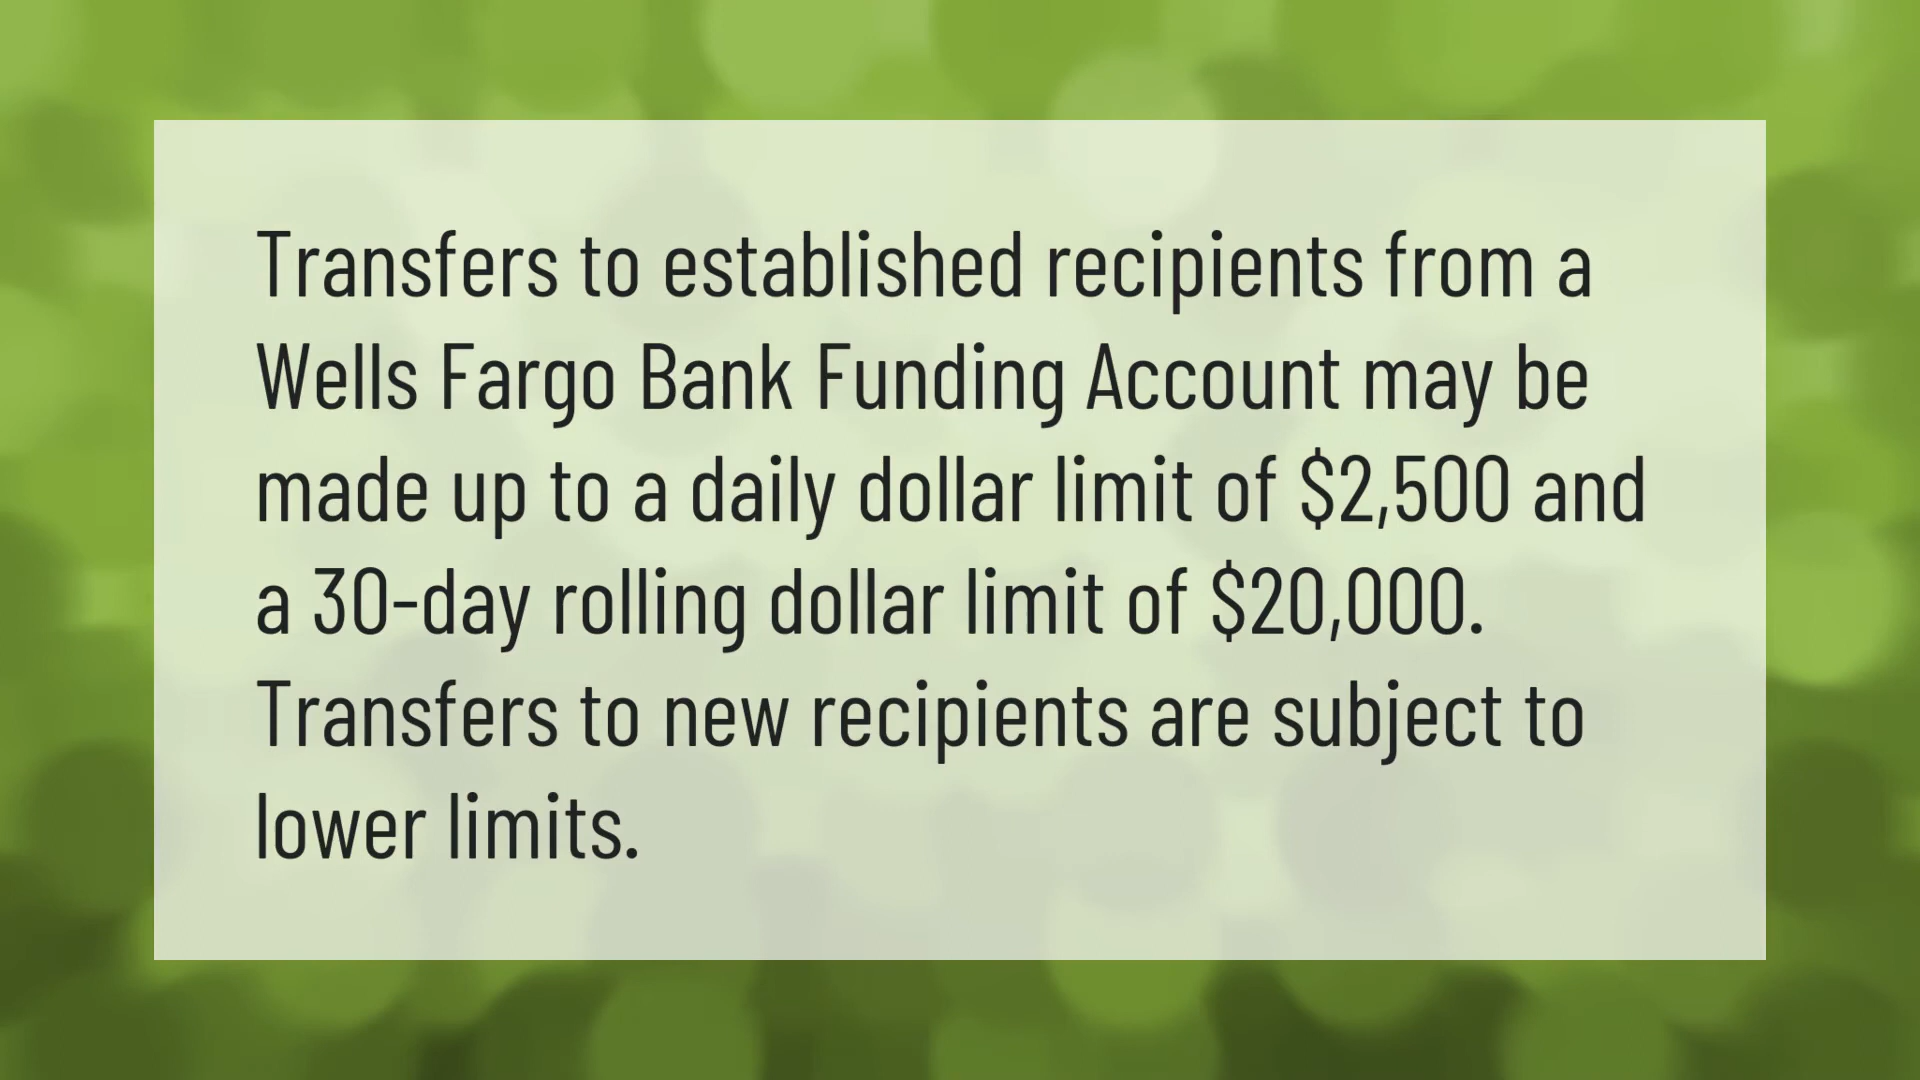 Transfers to established recipients from a
Wells Fargo Bank Funding Account may be
made up to a daily dollar limit of $2,500 and
a 30-day rolling dollar limit of $20,000.
Transfers to new recipients are subject to
lower limits.